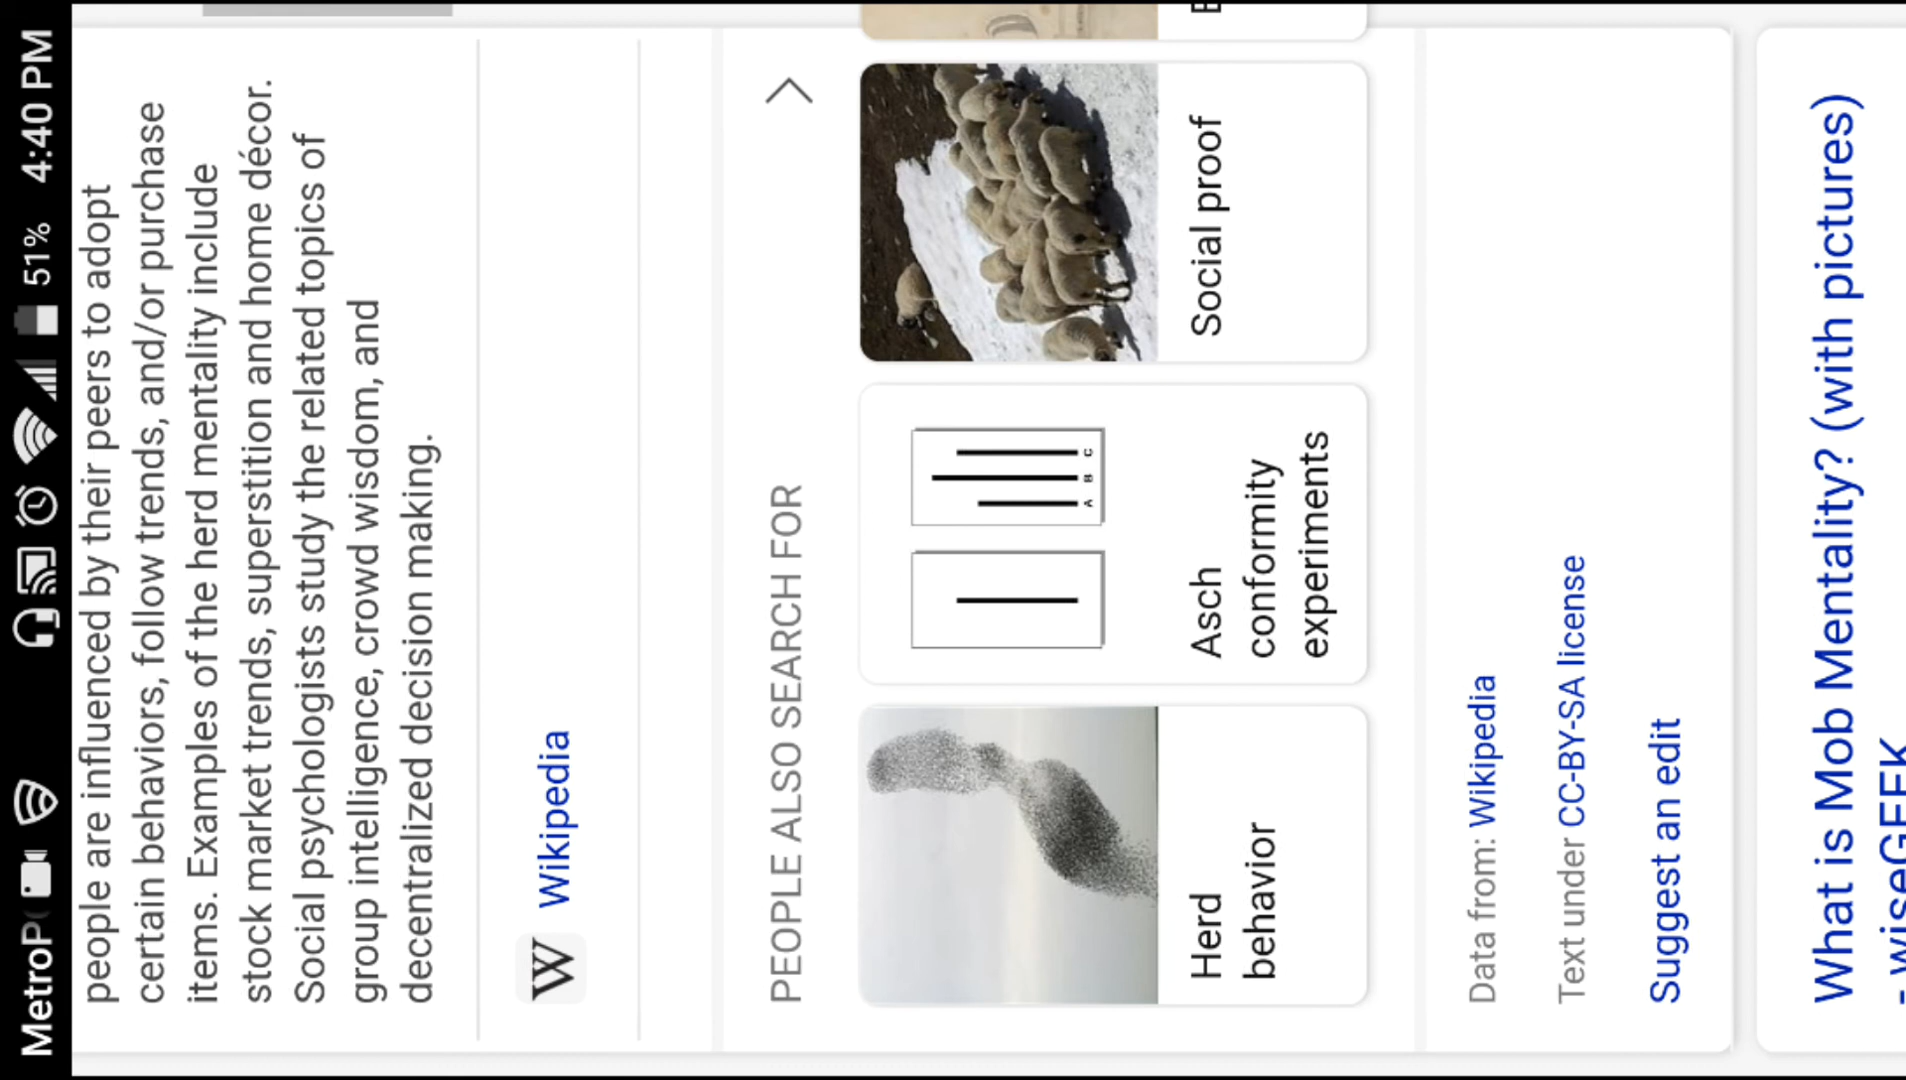 MetroP 51% 4:40 PM
people are influenced by their peers to adopt
certain behaviors, follow trends, and/or purchase
items. Examples of the herd mentality include
stock market trends, superstition and home décor.
Social psychologists study the related topics of
group intelligence, crowd wisdom, and
decentralized decision making.
W Wikipedia
PEOPLE ALSO SEARCH FOR
Herd
behavior
A B C
Asch
conformity
experiments
Social proof
Data from: Wikipedia
Text under CC-BY-SA license
Suggest an edit
What is Mob Mentality? (with pictures)
- wiseGEEK